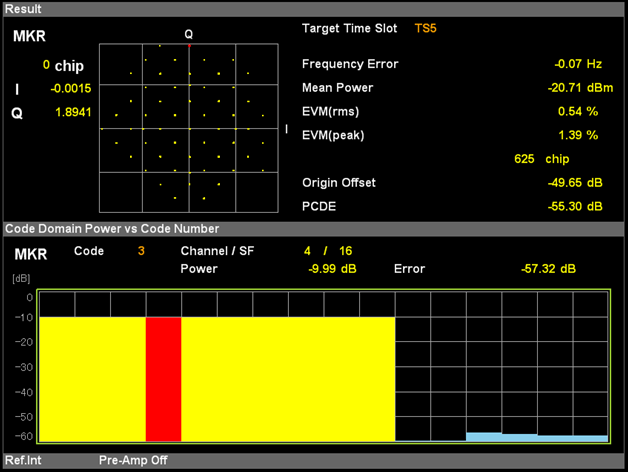 Result
MKR
Q
Target Time Slot TS5
0 chip
Frequency Error -0.07 Hz
I -0.0015
Mean Power -20.71 dBm
Q 1.8941
EVM(rms) 0.54 %
I
EVM(peak) 1.39 %
625 chip
Origin Offset -49.65 dB
PCDE -55.30 dB
Code Domain Power vs Code Number
MKR Code 3 Channel / SF 4 / 16
Power -9.99 dB Error -57.32 dB
[dB]
0
-10
-20
-30
-40
-50
-60
Ref.Int Pre-Amp Off